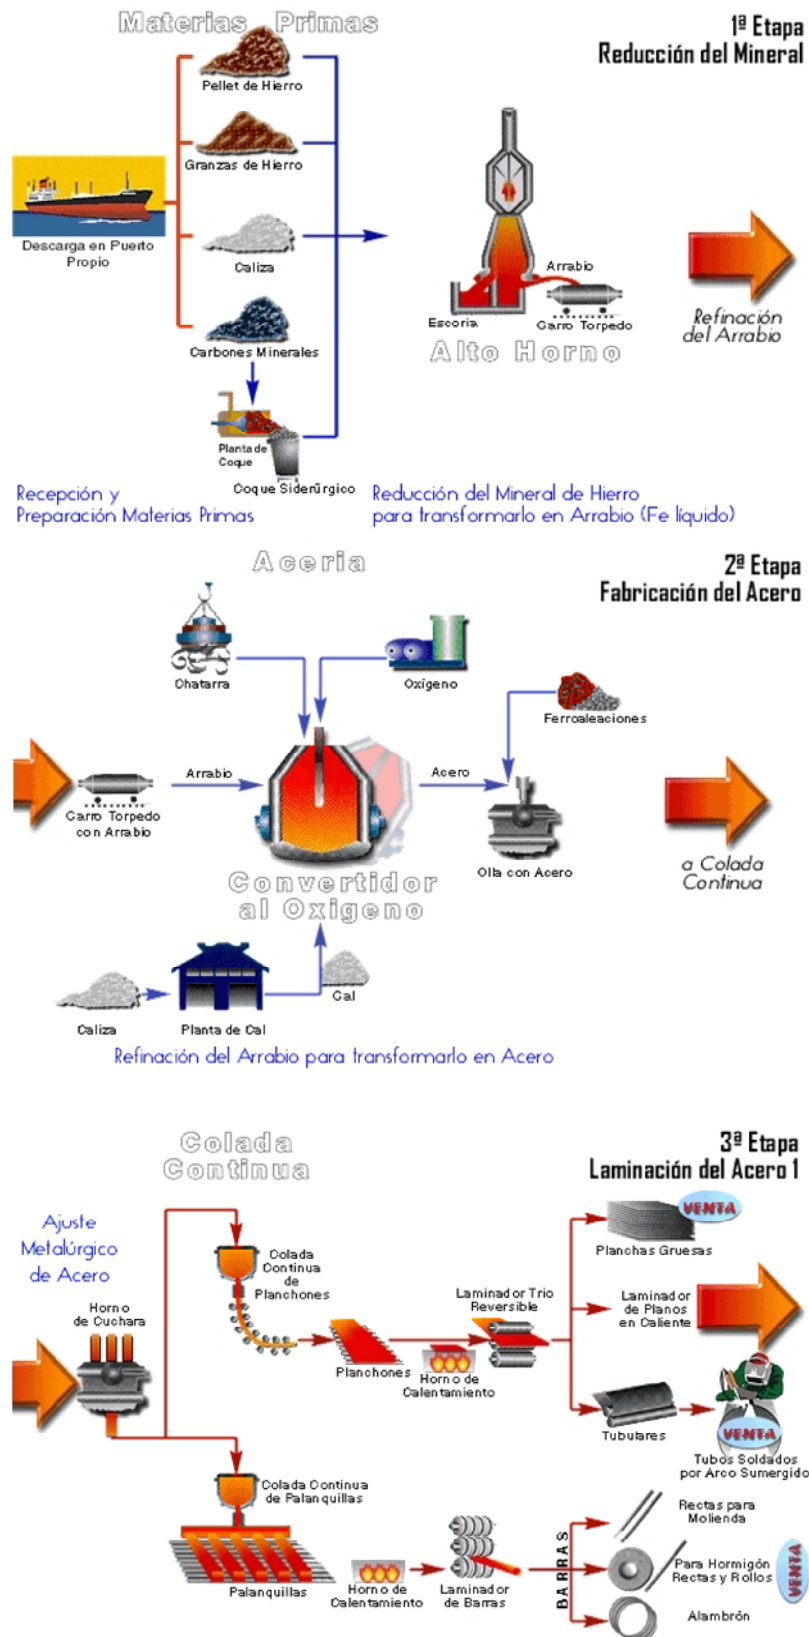 Materias Primas
1ª Etapa
Reducción del Mineral
Pellet de Hierro
Granzas de Hierro
Descarga en Puerto
Propio
Caliza
Carbones Minerales
Planta de
Coque
Coque Siderúrgico
Arrabio
Escoria
Carro Torpedo
Alto Horno
Refinación
del Arrabio
Recepción y
Preparación Materias Primas
Reducción del Mineral de Hierro
para transformarlo en Arrabio (Fe líquido)
Aceria
2ª Etapa
Fabricación del Acero
Chatarra
Oxigeno
Ferroaleaciones
Arrabio
Acero
Carro Torpedo
con Arrabio
Olla con Acero
a Colada
Continua
Convertidor
al Oxigeno
Caliza
Planta de Cal
Cal
Refinación del Arrabio para transformarlo en Acero
Colada
Continua
3ª Etapa
Laminación del Acero 1
Ajuste
Metalúrgico
de Acero
Horno
de Cuchara
Colada
Continua
de
Planchones
Planchones
Horno de
Calentamiento
Laminador Trio
Reversible
VENTA
Planchas Gruesas
Laminador
de Planos
en Caliente
Tubulares
VENTA
Tubos Soldados
por Arco Sumergido
Colada Continua
de Palanquillas
Palanquillas
Horno de
Calentamiento
Laminador
de Barras
BARRAS
Rectas para
Molienda
Para Hormigón
Rectas y Rollos
VENTA
Alambrón